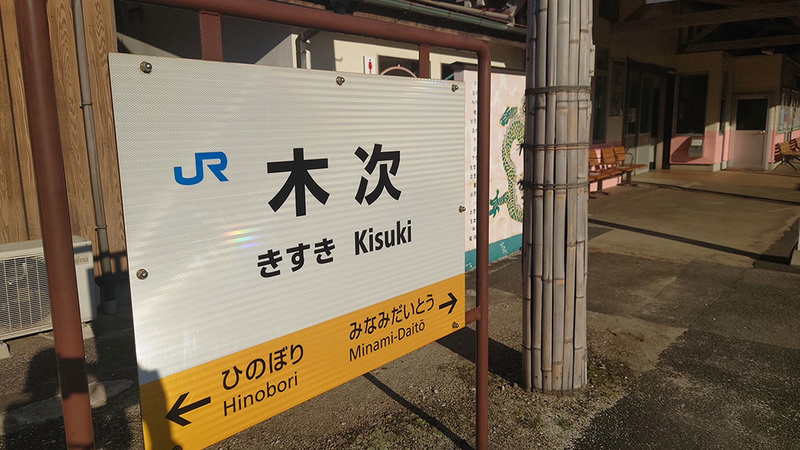 JR 木次
きすき Kisuki
ひのぼり
Hinobori
みなみだいとう
Minami-Daitō